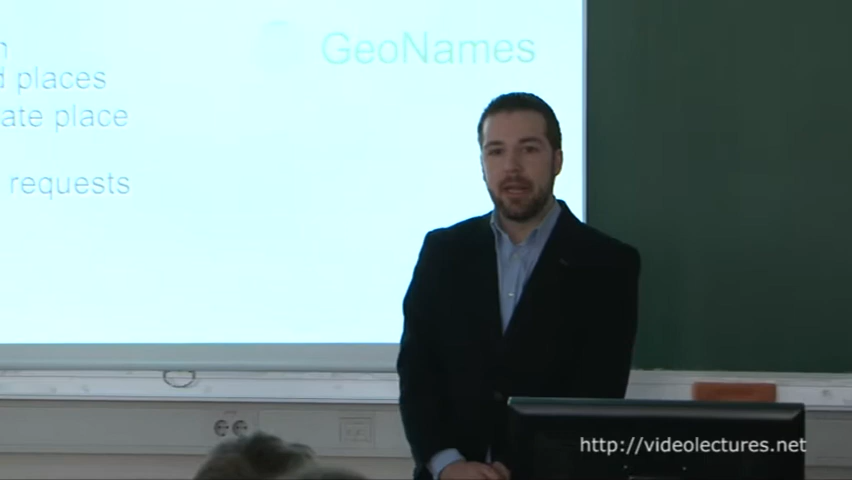 GeoNames
places
ate place
requests
http://videolectures.net